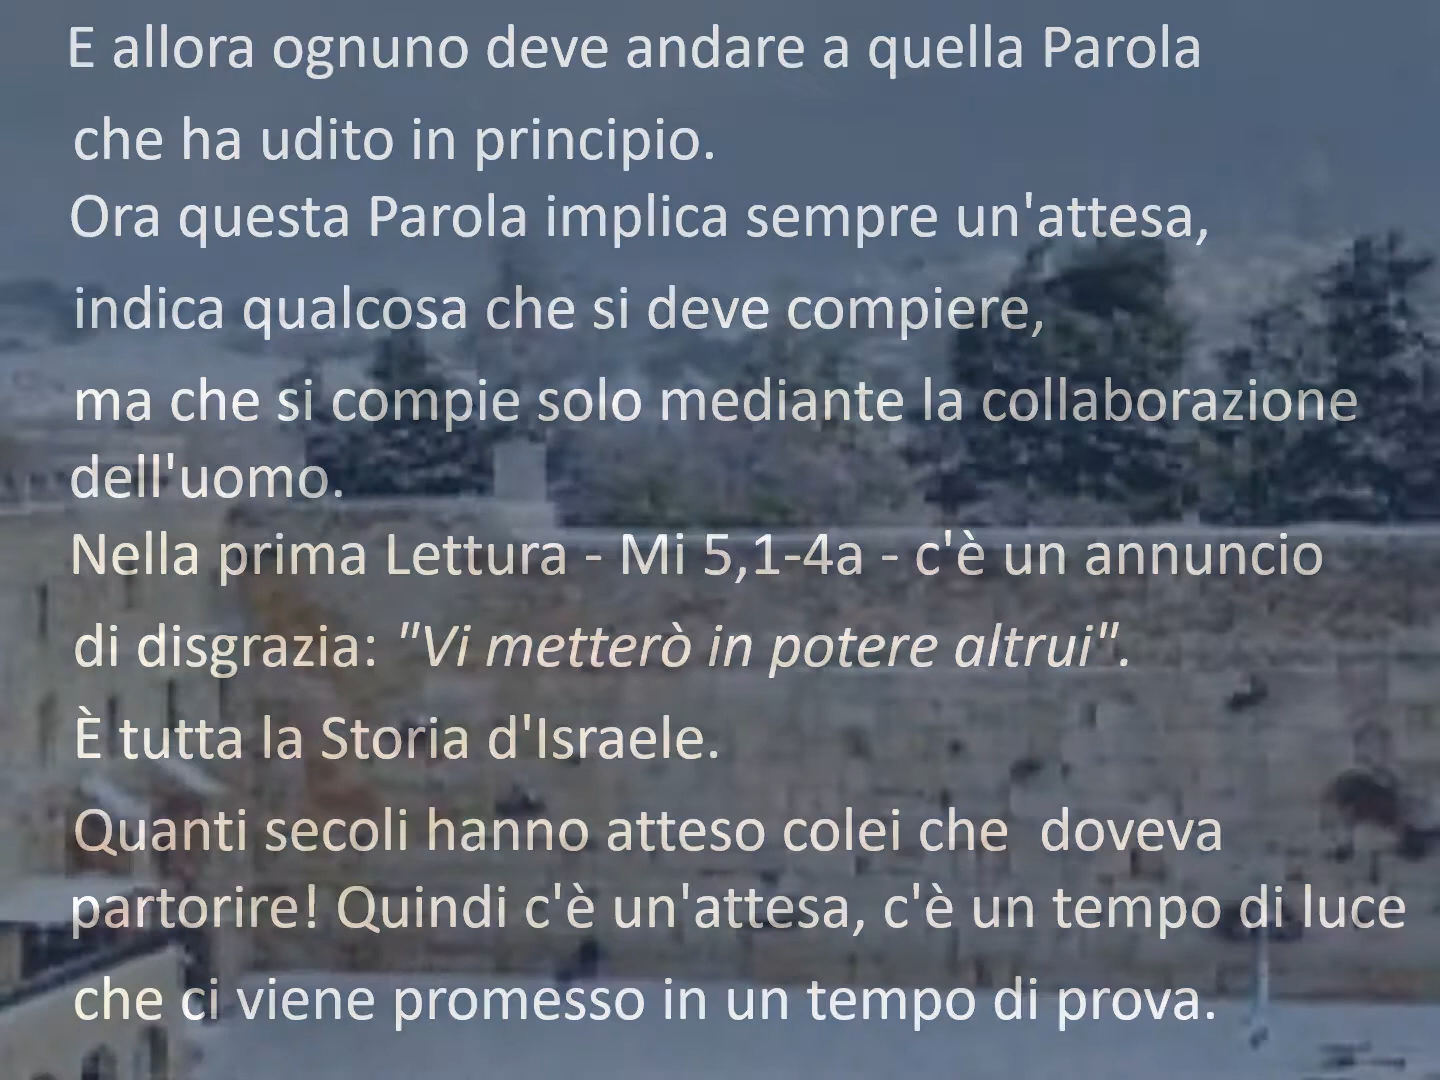 E allora ognuno deve andare a quella Parola
che ha udito in principio.
Ora questa Parola implica sempre un'attesa,
indica qualcosa che si deve compiere,
ma che si compie solo mediante la collaborazione
dell'uomo.
Nella prima Lettura - Mi 5,1-4a - c'è un annuncio
di disgrazia: "Vi metterò in potere altrui".
È tutta la Storia d'Israele.
Quanti secoli hanno atteso colei che  doveva
partorire! Quindi c'è un'attesa, c'è un tempo di luce
che ci viene promesso in un tempo di prova.